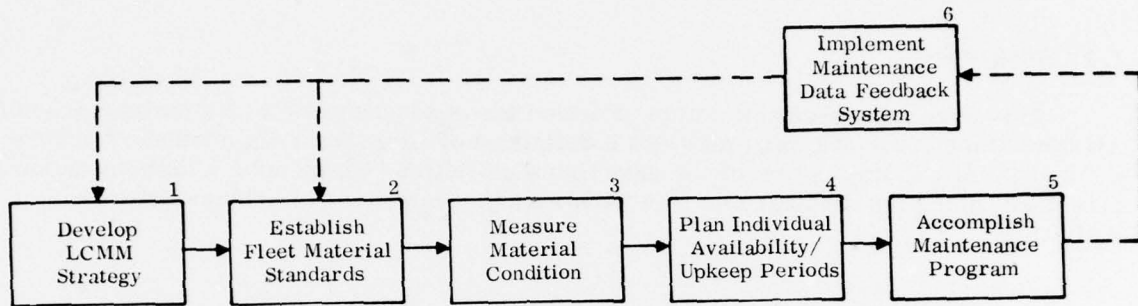 6
Implement
Maintenance
Data Feedback
System
1
Develop
LCMM
Strategy
2
Establish
Fleet Material
Standards
3
Measure
Material
Condition
4
Plan Individual
Availability/
Upkeep Periods
5
Accomplish
Maintenance
Program